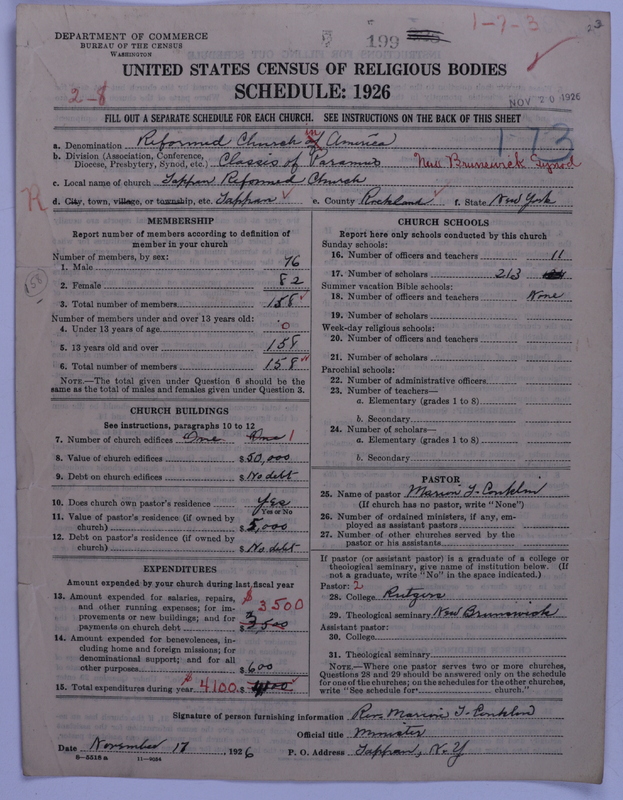 1-7-3
23
DEPARTMENT OF COMMERCE
BUREAU OF THE CENSUS
WASHINGTON
199
UNITED STATES CENSUS OF RELIGIOUS BODIES
SCHEDULE: 1926
2-8
NOV 20 1926
FILL OUT A SEPARATE SCHEDULE FOR EACH CHURCH. SEE INSTRUCTIONS ON THE BACK OF THIS SHEET
1-73
a. Denomination Reformed Church in America
b. Division (Association, Conference, Diocese, Presbytery, Synod, etc.) Classis of Paramus New Brunswick Synod
c. Local name of church Tappan Reformed Church
R
d. City, town, village, or township, etc. Tappan e. County Rockland f. State New York
MEMBERSHIP
Report number of members according to definition of
member in your church
Number of members, by sex:
1. Male 76
2. Female 82
158
3. Total number of members 158
Number of members under and over 13 years old:
4. Under 13 years of age 0
5. 13 years old and over 158
6. Total number of members 158
NOTE.—The total given under Question 6 should be the
same as the total of males and females given under Question 3.
CHURCH BUILDINGS
See instructions, paragraphs 10 to 12
7. Number of church edifices One One 1
8. Value of church edifices $50,000
9. Debt on church edifices $No debt
10. Does church own pastor's residence Yes
Yes or No
11. Value of pastor's residence (if owned by
church) $5,000
12. Debt on pastor's residence (if owned by
church) $No debt
EXPENDITURES
Amount expended by your church during last fiscal year
13. Amount expended for salaries, repairs,
and other running expenses; for im-
provements or new buildings; and for
payments on church debt $3500 $3,500
14. Amount expended for benevolences, in-
cluding home and foreign missions; for
denominational support; and for all
other purposes $600
15. Total expenditures during year $4100. $4100
CHURCH SCHOOLS
Report here only schools conducted by this church
Sunday schools:
16. Number of officers and teachers 11
17. Number of scholars 213
Summer vacation Bible schools:
18. Number of officers and teachers None
19. Number of scholars
Week-day religious schools:
20. Number of officers and teachers
21. Number of scholars
Parochial schools:
22. Number of administrative officers
23. Number of teachers—
a. Elementary (grades 1 to 8)
b. Secondary
24. Number of scholars—
a. Elementary (grades 1 to 8)
b. Secondary
PASTOR
25. Name of pastor Marion T. Conklin
(If church has no pastor, write "None")
26. Number of ordained ministers, if any, em-
ployed as assistant pastors
27. Number of other churches served by the
pastor or his assistants
If pastor (or assistant pastor) is a graduate of a college or
theological seminary, give name of institution below. (If
not a graduate, write "No" in the space indicated.)
Pastor: 2
28. College Rutgers
29. Theological seminary New Brunswick
Assistant pastor:
30. College
31. Theological seminary
NOTE.—Where one pastor serves two or more churches,
Questions 28 and 29 should be answered only on the schedule
for one of the churches; on the schedules for the other churches,
write "See schedule for church."
Signature of person furnishing information Rev. Marion T. Conklin
Official title Minister
Date November 17, 1926 P. O. Address Tappan, N.Y
8—5518 a 11—9034